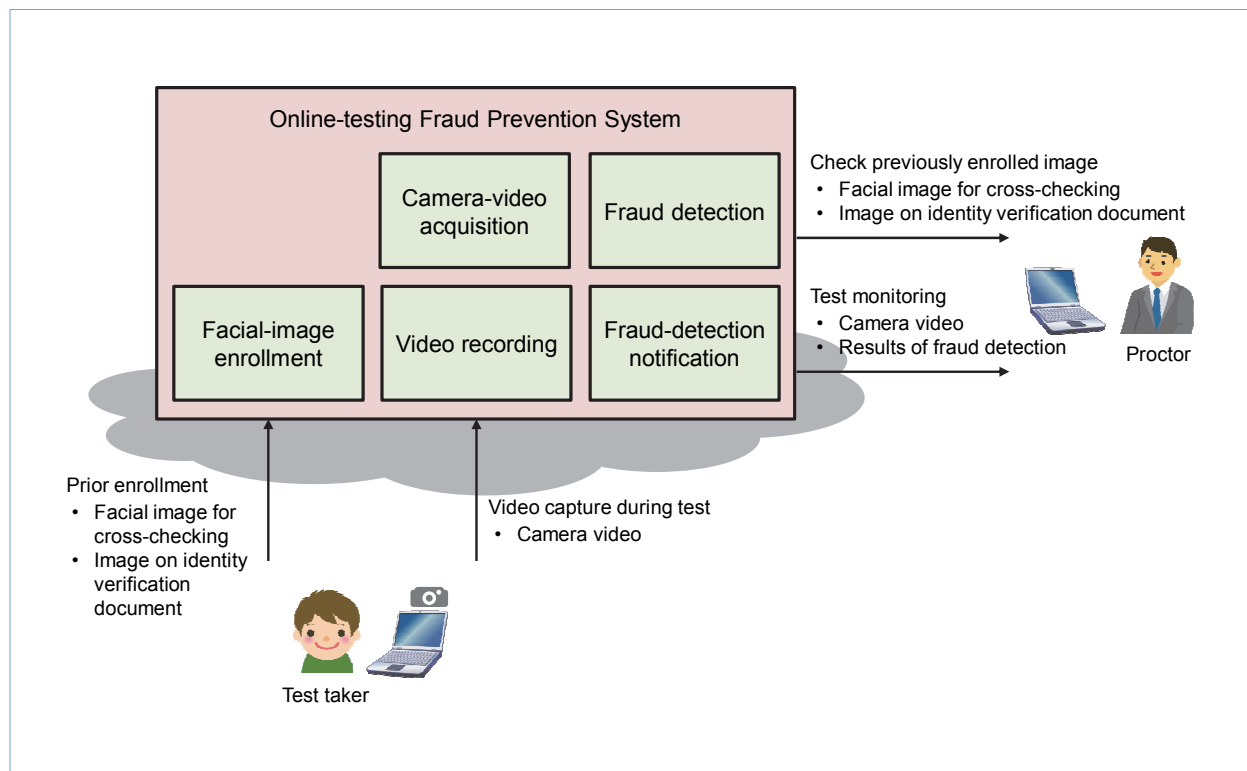 Online-testing Fraud Prevention System
Camera-video
acquisition
Fraud detection
Facial-image
enrollment
Video recording
Fraud-detection
notification
Check previously enrolled image
• Facial image for cross-checking
• Image on identity verification document
Test monitoring
• Camera video
• Results of fraud detection
Proctor
Prior enrollment
• Facial image for
cross-checking
• Image on identity
verification
document
Video capture during test
• Camera video
Test taker